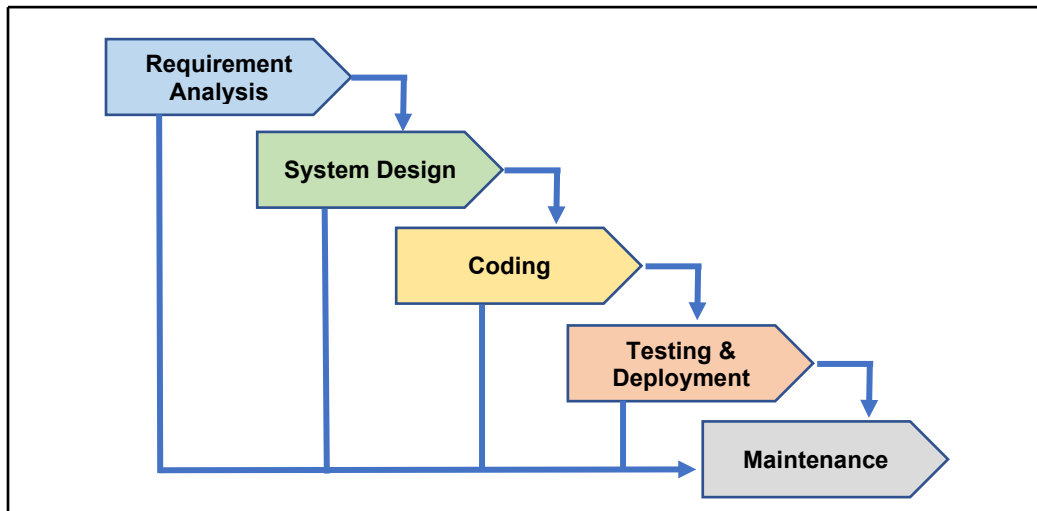 Requirement
Analysis
System Design
Coding
Testing &
Deployment
Maintenance